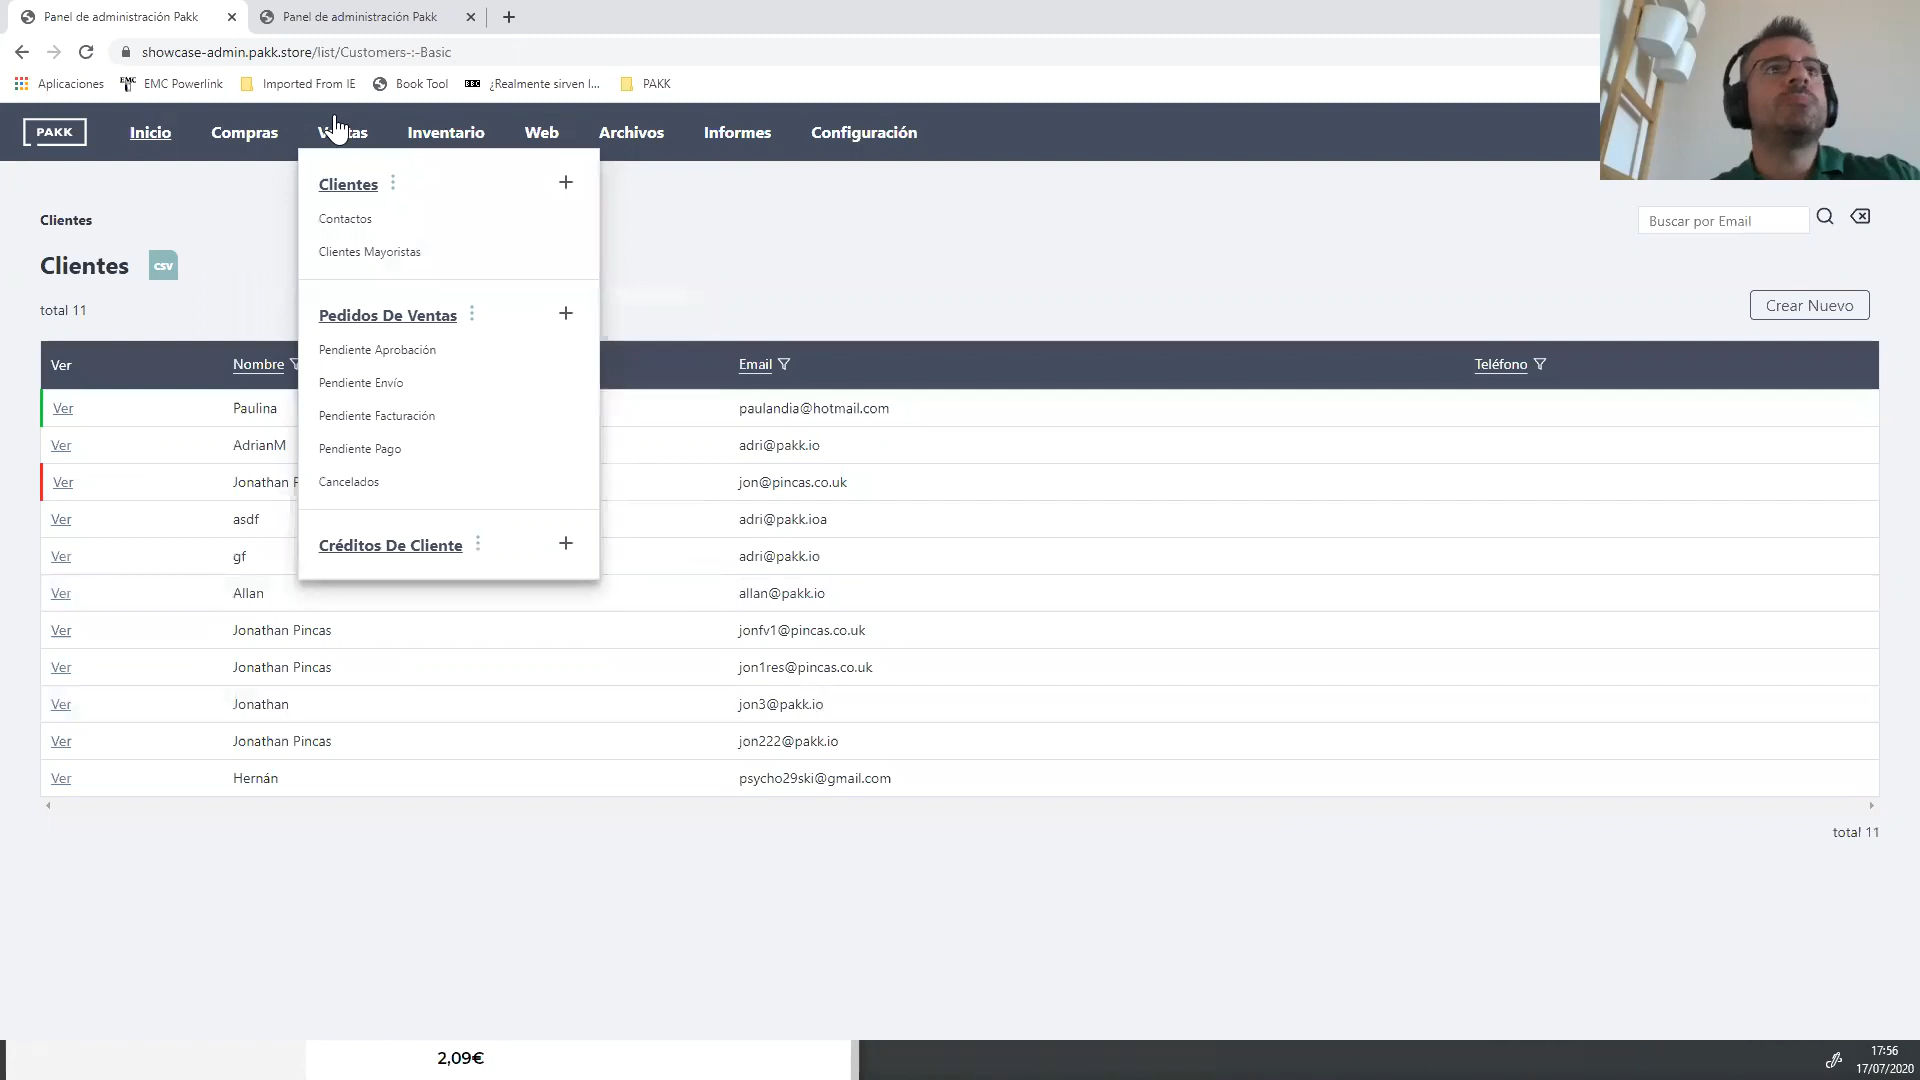 Panel de administración Pakk
Panel de administración Pakk
showcase-admin.pakk.store/list/Customers-:-Basic
Aplicaciones
EMC EMC Powerlink
Imported From IE
Book Tool
BBC ¿Realmente sirven l...
PAKK
PAKK
Inicio
Compras
Inventario
Web
Archivos
Informes
Configuración
Clientes
Contactos
Clientes Mayoristas
Pedidos De Ventas
Pendiente Aprobación
Pendiente Envío
Pendiente Facturación
Pendiente Pago
Cancelados
Créditos De Cliente
Clientes
Buscar por Email
Clientes
CSV
total 11
Crear Nuevo
Ver Nombre Email Teléfono
Ver Paulina paulandia@hotmail.com
Ver AdrianM adri@pakk.io
Ver Jonathan jon@pincas.co.uk
Ver asdf adri@pakk.ioa
Ver gf adri@pakk.io
Ver Allan allan@pakk.io
Ver Jonathan Pincas jonfv1@pincas.co.uk
Ver Jonathan Pincas jon1res@pincas.co.uk
Ver Jonathan jon3@pakk.io
Ver Jonathan Pincas jon222@pakk.io
Ver Hernán psycho29ski@gmail.com
total 11
2,09€
17:56
17/07/2020